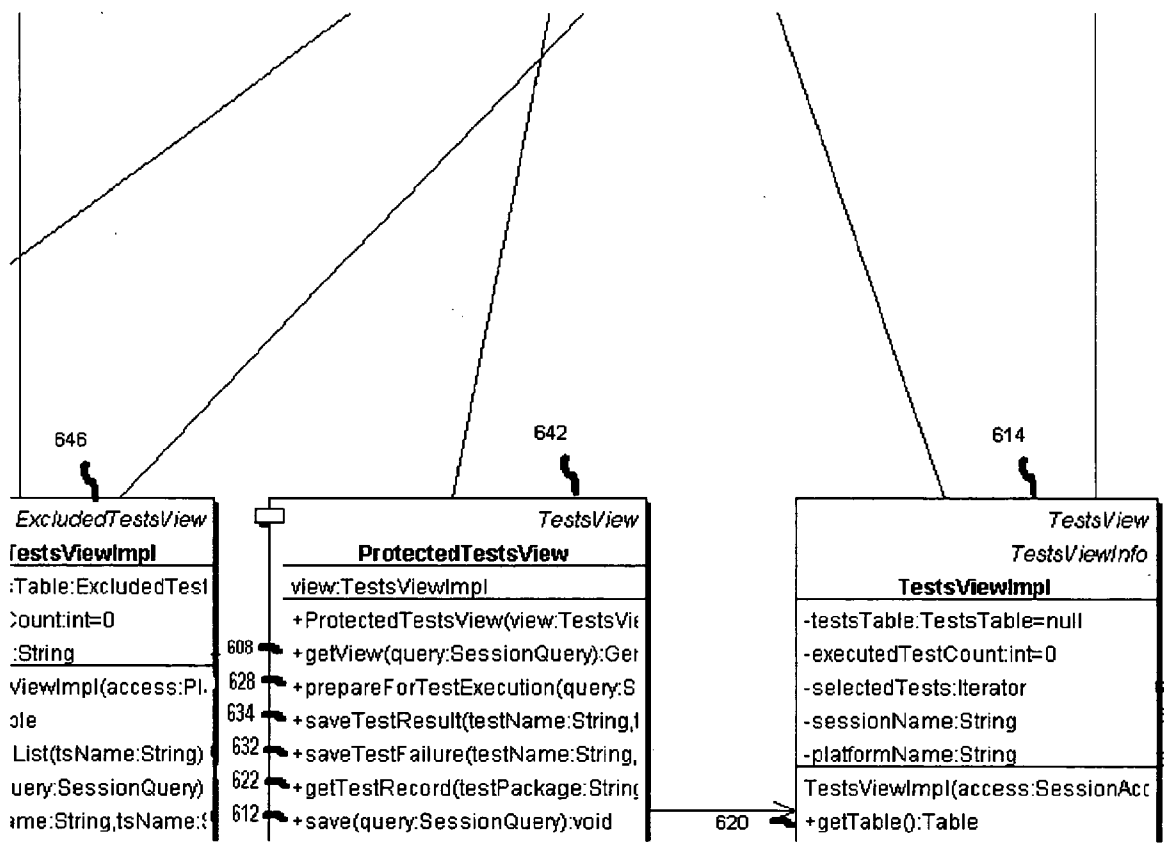 646
642
614
ExcludedTestsView
TestsViewImpl
:Table:ExcludedTest
Count:int=0
:String
ViewImpl(access:Pl
ble
List(tsName:String)
uery:SessionQuery)
ame:String,tsName:S
TestsView
ProtectedTestsView
view:TestsViewImpl
+ProtectedTestsView(view:TestsVie
608 +getView(query:SessionQuery):Ger
628 +prepareForTestExecution(query:S
634 +saveTestResult(testName:String,t
632 +saveTestFailure(testName:String,
622 +getTestRecord(testPackage:String
612 +save(query:SessionQuery):void
TestsView
TestsViewInfo
TestsViewImpl
-testsTable:TestsTable=null
-executedTestCount:int=0
-selectedTests:Iterator
-sessionName:String
-platformName:String
TestsViewImpl(access:SessionAcc
620 +getTable():Table